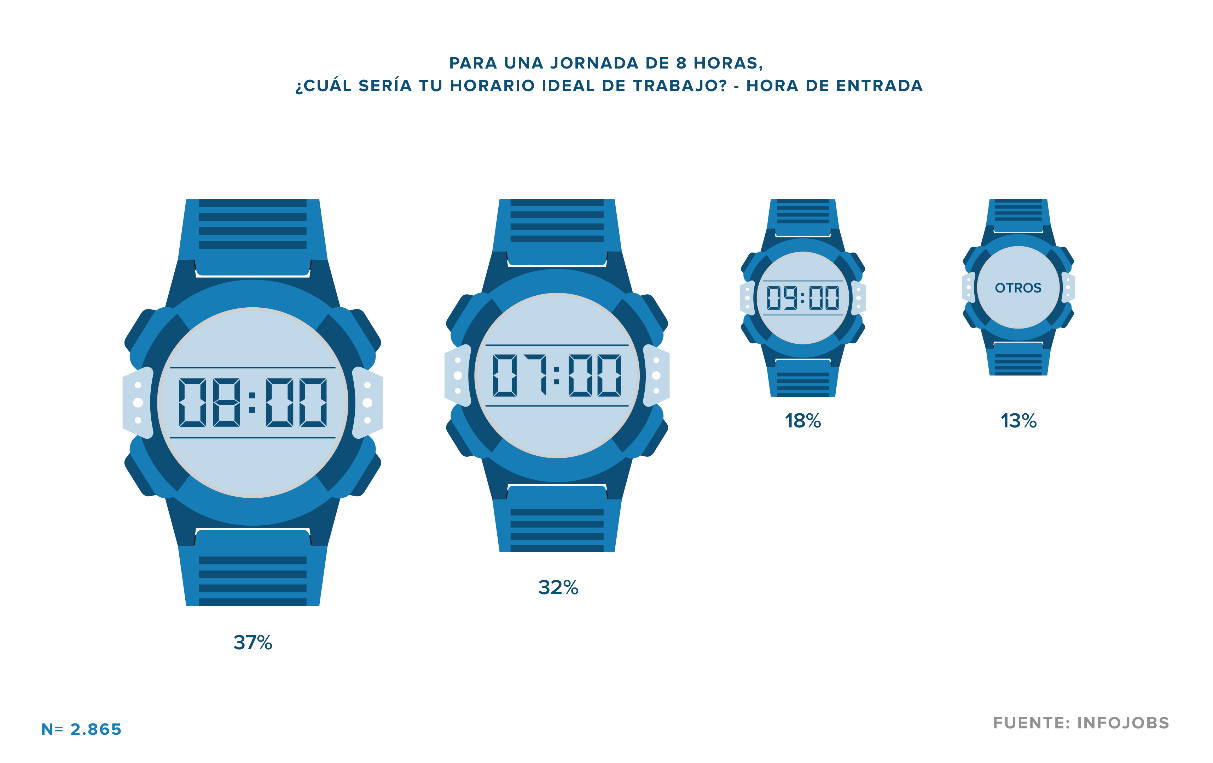 PARA UNA JORNADA DE 8 HORAS,
¿CUÁL SERÍA TU HORARIO IDEAL DE TRABAJO? - HORA DE ENTRADA
08:00
07:00
09:00
OTROS
37%
32%
18%
13%
N= 2.865
FUENTE: INFOJOBS